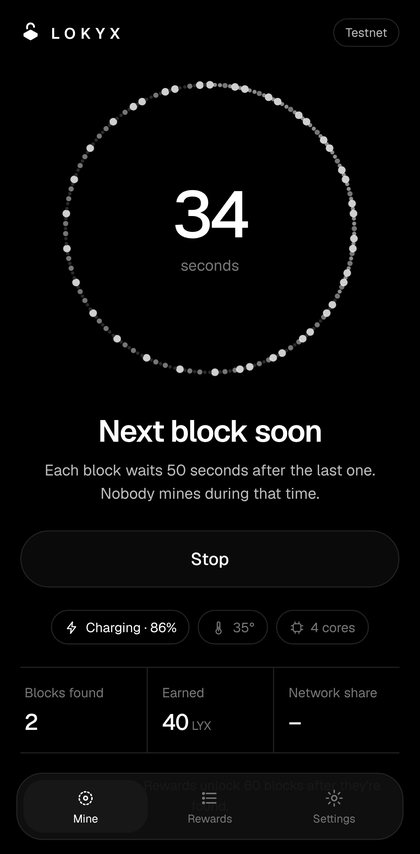 LOKYX
Testnet
34
seconds
Next block soon
Each block waits 50 seconds after the last one.
Nobody mines during that time.
Stop
Charging · 86%
35°
4 cores
Blocks found
Earned
Network share
2
40 LYX
–
Rewards unlock 60 blocks after they're
found.
Mine
Rewards
Settings